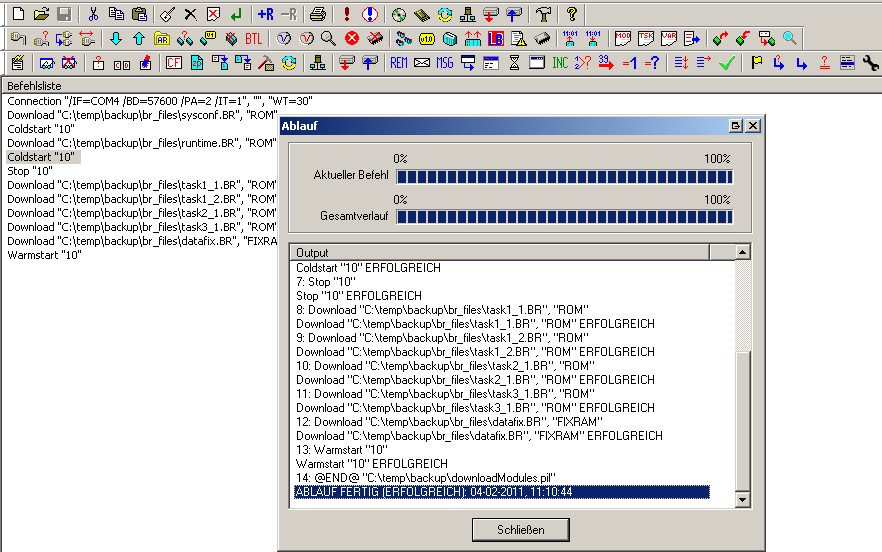 +R -R
AR BTL
MOD TSK VAR
CF REM MSG INC =1 =?
Befehlsliste
Connection "/IF=COM4 /BD=57600 /PA=2 /IT=1", "", "WT=30"
Download "C:\temp\backup\br_files\sysconf.BR", "ROM"
Coldstart "10"
Download "C:\temp\backup\br_files\runtime.BR", "ROM"
Coldstart "10"
Stop "10"
Download "C:\temp\backup\br_files\task1_1.BR", "ROM"
Download "C:\temp\backup\br_files\task1_2.BR", "ROM"
Download "C:\temp\backup\br_files\task2_1.BR", "ROM"
Download "C:\temp\backup\br_files\task3_1.BR", "ROM"
Download "C:\temp\backup\br_files\datafix.BR", "FIXRA
Warmstart "10"
Ablauf
0% 100%
Aktueller Befehl
0% 100%
Gesamtverlauf
Output
Coldstart "10" ERFOLGREICH
7: Stop "10"
Stop "10" ERFOLGREICH
8: Download "C:\temp\backup\br_files\task1_1.BR", "ROM"
Download "C:\temp\backup\br_files\task1_1.BR", "ROM" ERFOLGREICH
9: Download "C:\temp\backup\br_files\task1_2.BR", "ROM"
Download "C:\temp\backup\br_files\task1_2.BR", "ROM" ERFOLGREICH
10: Download "C:\temp\backup\br_files\task2_1.BR", "ROM"
Download "C:\temp\backup\br_files\task2_1.BR", "ROM" ERFOLGREICH
11: Download "C:\temp\backup\br_files\task3_1.BR", "ROM"
Download "C:\temp\backup\br_files\task3_1.BR", "ROM" ERFOLGREICH
12: Download "C:\temp\backup\br_files\datafix.BR", "FIXRAM"
Download "C:\temp\backup\br_files\datafix.BR", "FIXRAM" ERFOLGREICH
13: Warmstart "10"
Warmstart "10" ERFOLGREICH
14: @END@ "C:\temp\backup\downloadModules.pil"
ABLAUF FERTIG (ERFOLGREICH): 04-02-2011, 11:10:44
Schließen